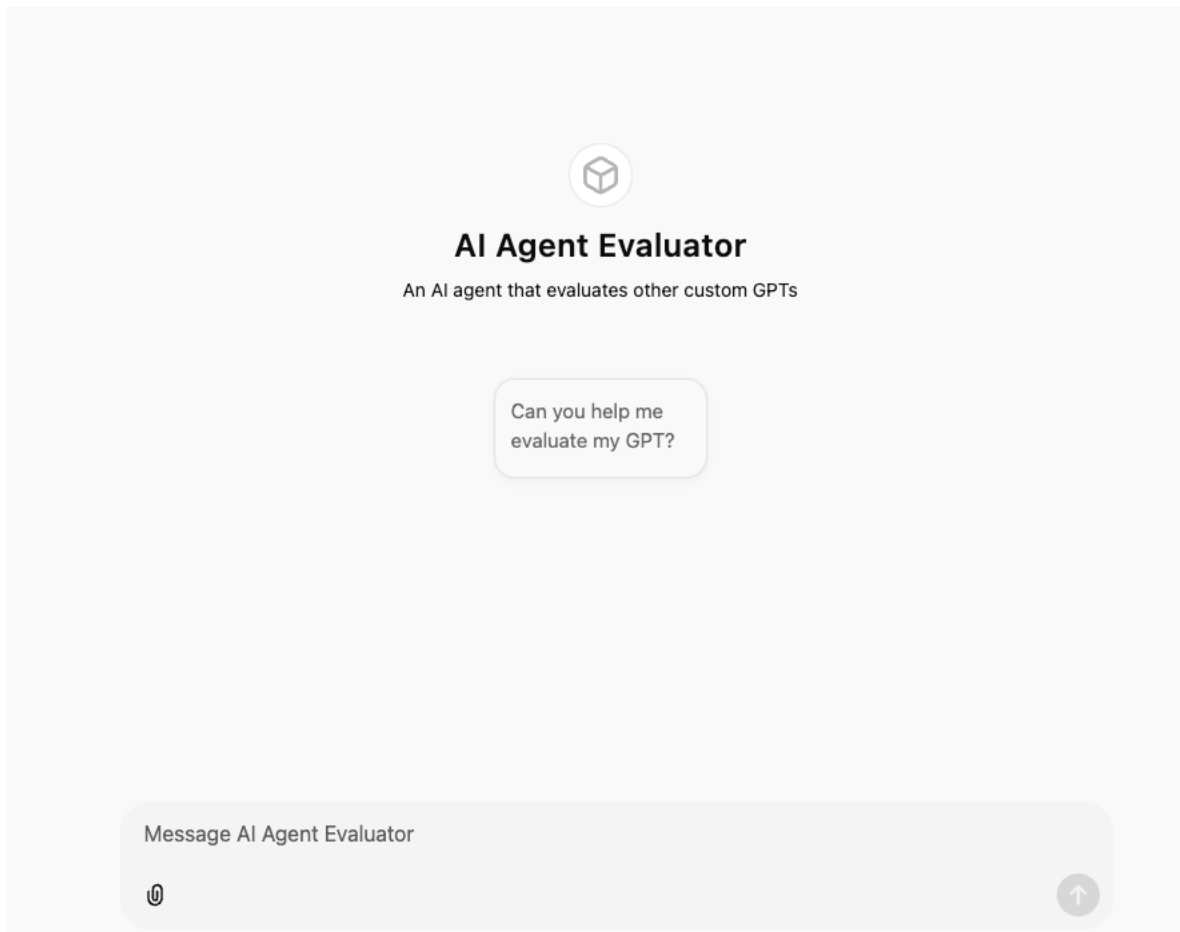 AI Agent Evaluator
An AI agent that evaluates other custom GPTs
Can you help me
evaluate my GPT?
Message AI Agent Evaluator